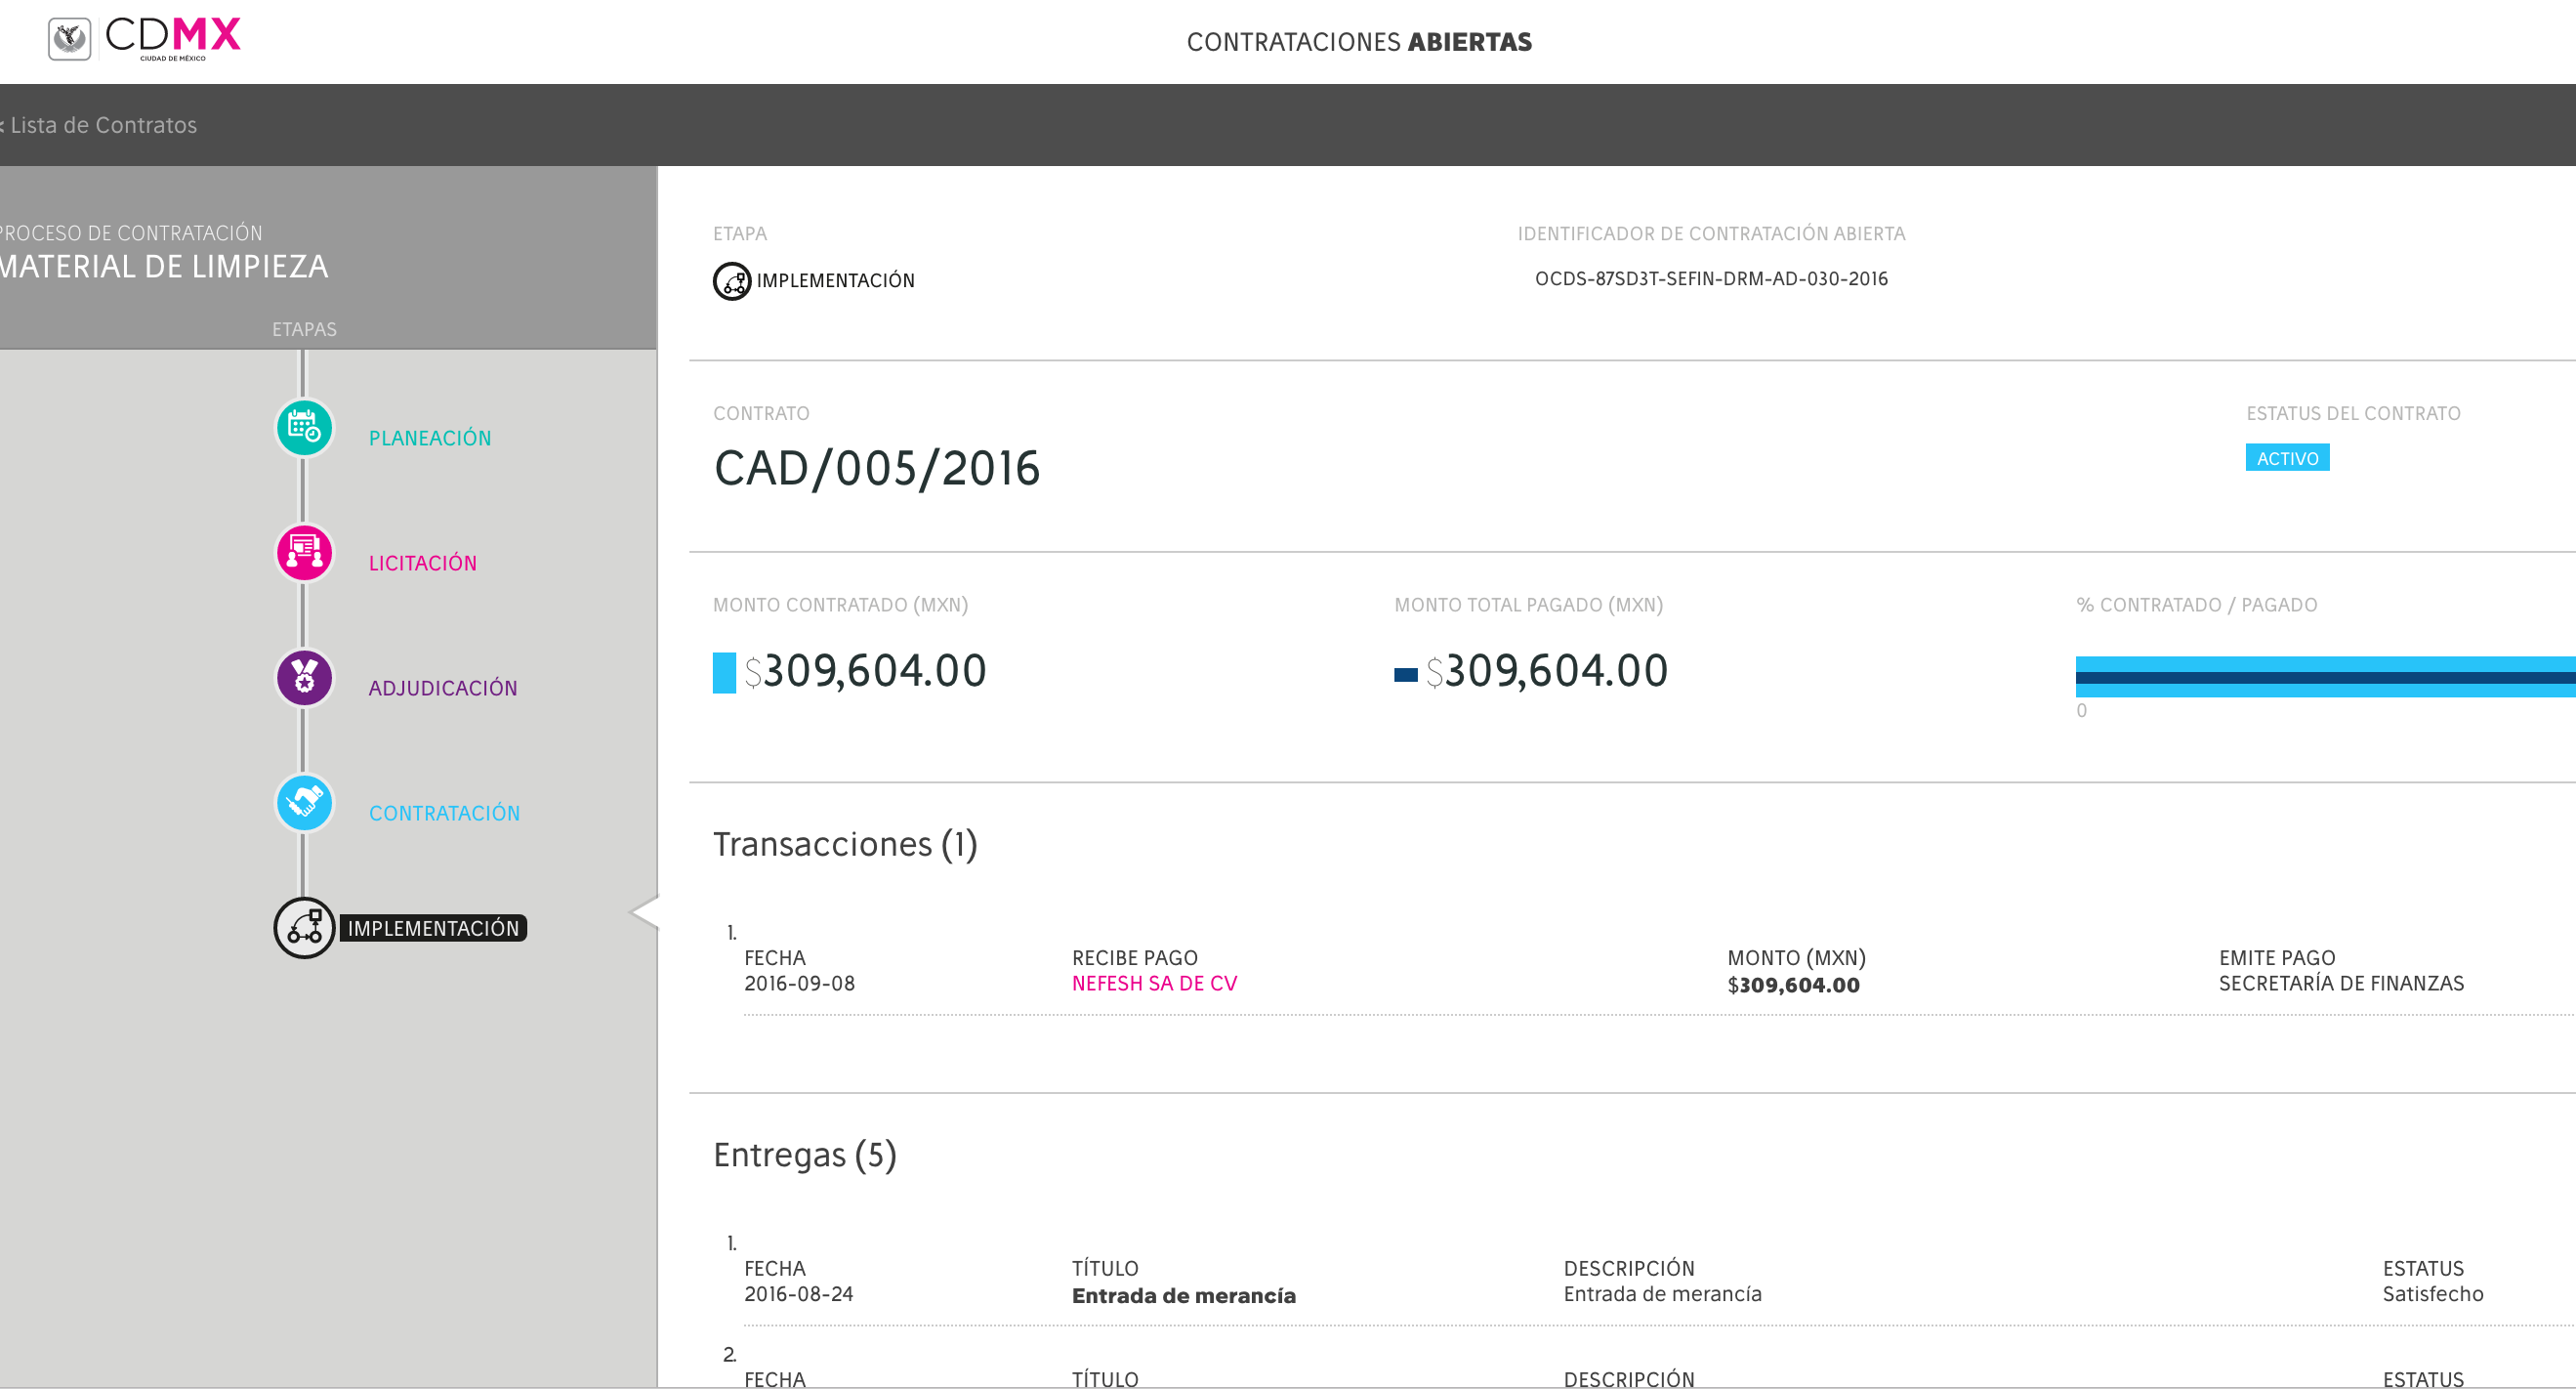 CDMX
CIUDAD DE MÉXICO
CONTRATACIONES ABIERTAS
< Lista de Contratos
PROCESO DE CONTRATACIÓN
MATERIAL DE LIMPIEZA
ETAPAS
PLANEACIÓN
LICITACIÓN
ADJUDICACIÓN
CONTRATACIÓN
IMPLEMENTACIÓN
ETAPA
IMPLEMENTACIÓN
IDENTIFICADOR DE CONTRATACIÓN ABIERTA
OCDS-87SD3T-SEFIN-DRM-AD-030-2016
CONTRATO
CAD/005/2016
ESTATUS DEL CONTRATO
ACTIVO
MONTO CONTRATADO (MXN)
$309,604.00
MONTO TOTAL PAGADO (MXN)
$309,604.00
% CONTRATADO / PAGADO
0
Transacciones (1)
1.
FECHA RECIBE PAGO MONTO (MXN) EMITE PAGO
2016-09-08 NEFESH SA DE CV $309,604.00 SECRETARÍA DE FINANZAS
Entregas (5)
1.
FECHA TÍTULO DESCRIPCIÓN ESTATUS
2016-08-24 Entrada de merancía Entrada de merancía Satisfecho
2.
FECHA TÍTULO DESCRIPCIÓN ESTATUS